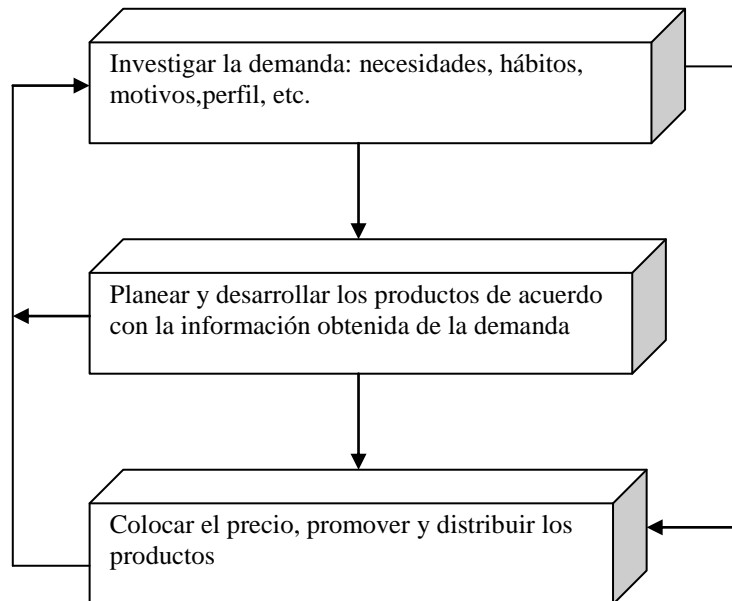 Investigar la demanda: necesidades, hábitos,
motivos,perfil, etc.
Planear y desarrollar los productos de acuerdo
con la información obtenida de la demanda
Colocar el precio, promover y distribuir los
productos